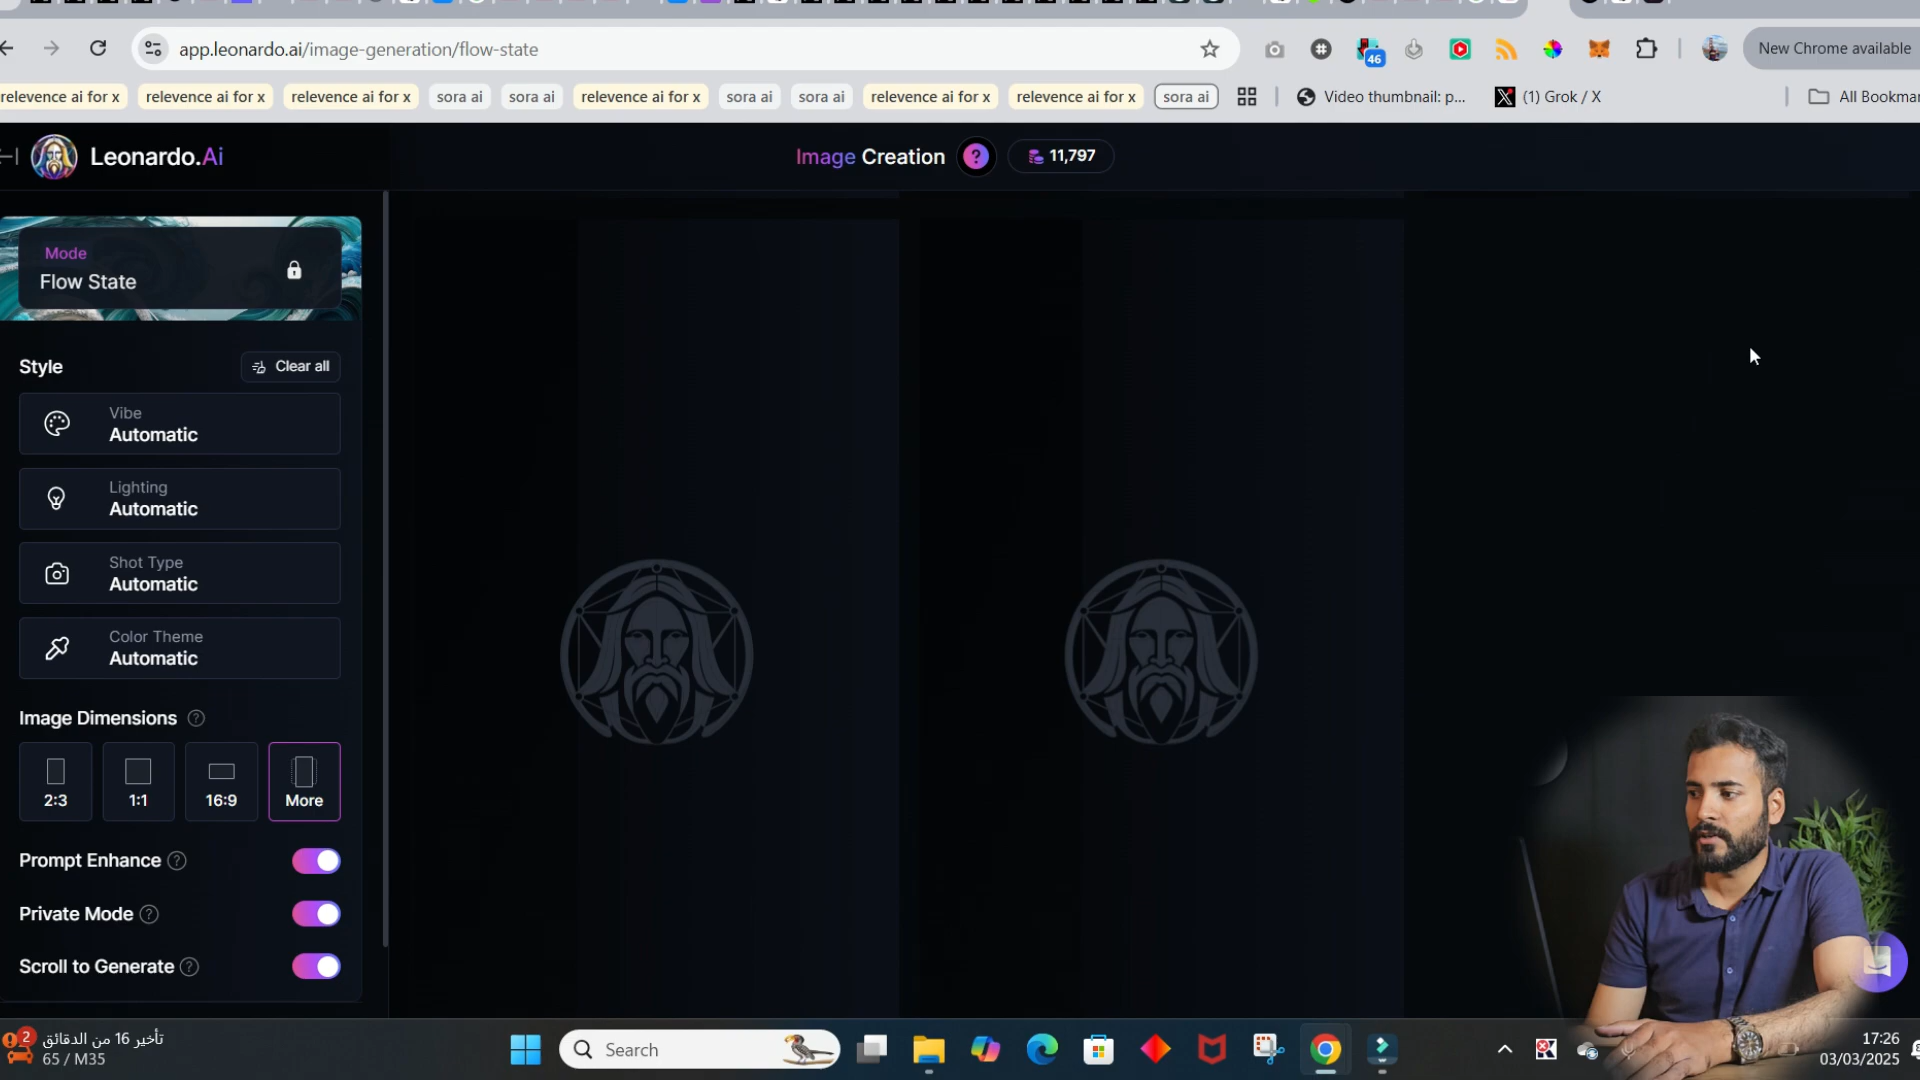 app.leonardo.ai/image-generation/flow-state
46
New Chrome available
relevence ai for x
relevence ai for x
relevence ai for x
sora ai
sora ai
relevence ai for x
sora ai
sora ai
relevence ai for x
relevence ai for x
sora ai
Video thumbnail: p...
(1) Grok / X
All Bookmar
Leonardo.Ai
Image Creation
?
11,797
Mode
Flow State
Style
Clear all
Vibe
Automatic
Lighting
Automatic
Shot Type
Automatic
Color Theme
Automatic
Image Dimensions ?
2:3
1:1
16:9
More
Prompt Enhance ?
Private Mode ?
Scroll to Generate ?
2
تأخير 16 من الدقائق
65 / M35
Search
17:26
03/03/2025